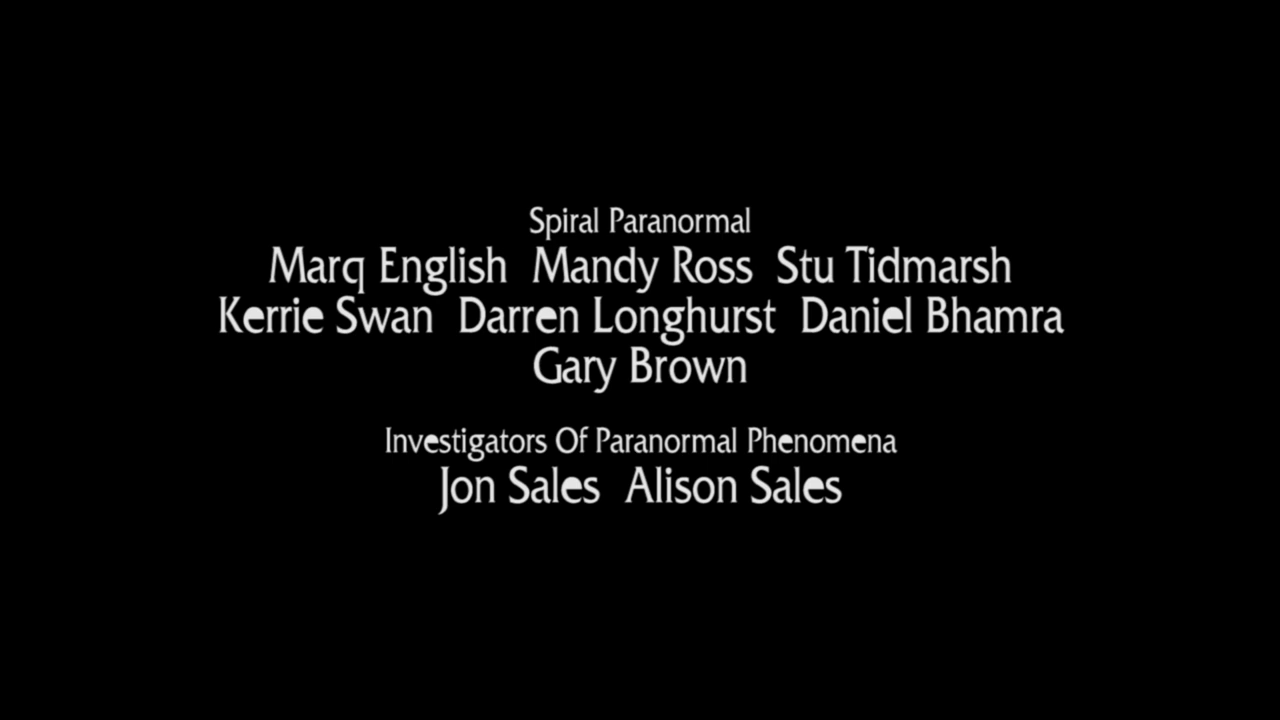 Spiral Paranormal
Marq English  Mandy Ross  Stu Tidmarsh
Kerrie Swan  Darren Longhurst  Daniel Bhamra
Gary Brown
Investigators Of Paranormal Phenomena
Jon Sales  Alison Sales